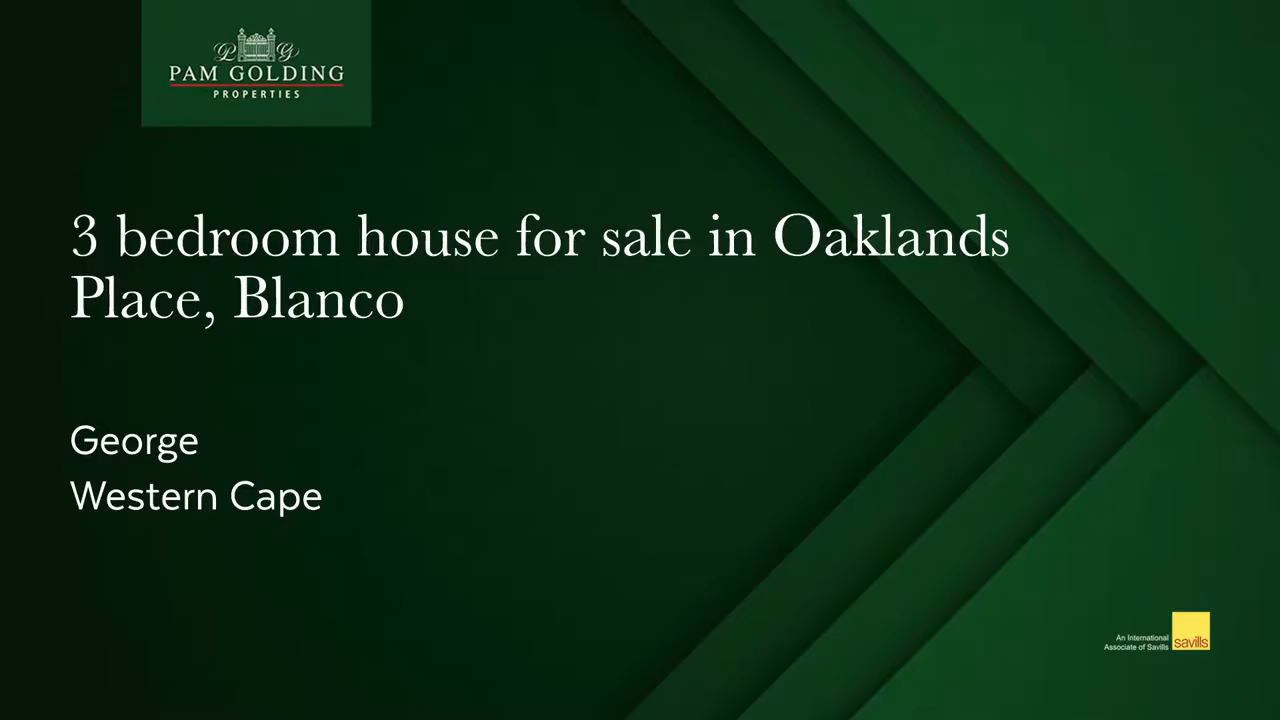 P G
PAM GOLDING
PROPERTIES
3 bedroom house for sale in Oaklands
Place, Blanco
George
Western Cape
An International
Associate of Savills
savills